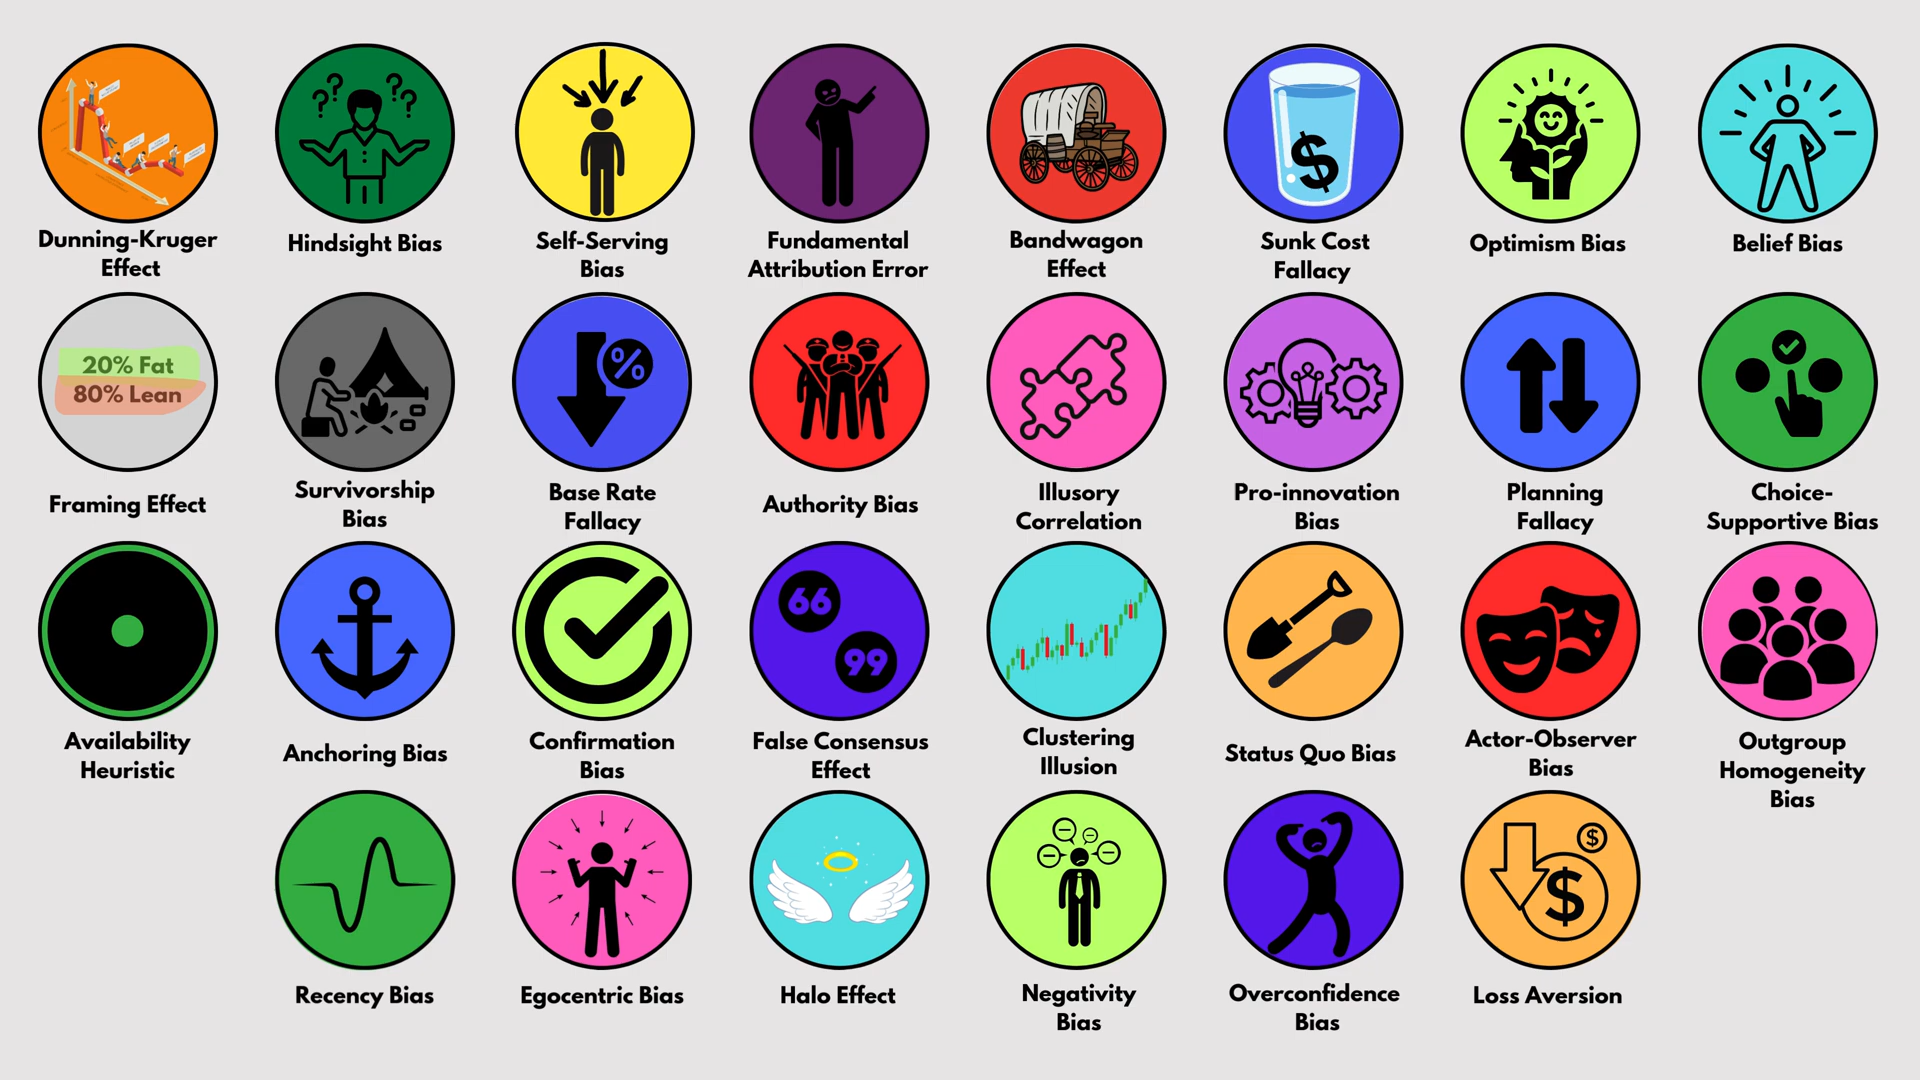 Dunning-Kruger
Effect
Hindsight Bias
Self-Serving
Bias
Fundamental
Attribution Error
Bandwagon
Effect
$
Sunk Cost
Fallacy
Optimism Bias
Belief Bias
20% Fat
80% Lean
Framing Effect
Survivorship
Bias
%
Base Rate
Fallacy
Authority Bias
Illusory
Correlation
Pro-innovation
Bias
Planning
Fallacy
Choice-
Supportive Bias
Availability
Heuristic
Anchoring Bias
Confirmation
Bias
66
99
False Consensus
Effect
Clustering
Illusion
Status Quo Bias
Actor-Observer
Bias
Outgroup
Homogeneity
Bias
Recency Bias
Egocentric Bias
Halo Effect
Negativity
Bias
Overconfidence
Bias
$
$
Loss Aversion